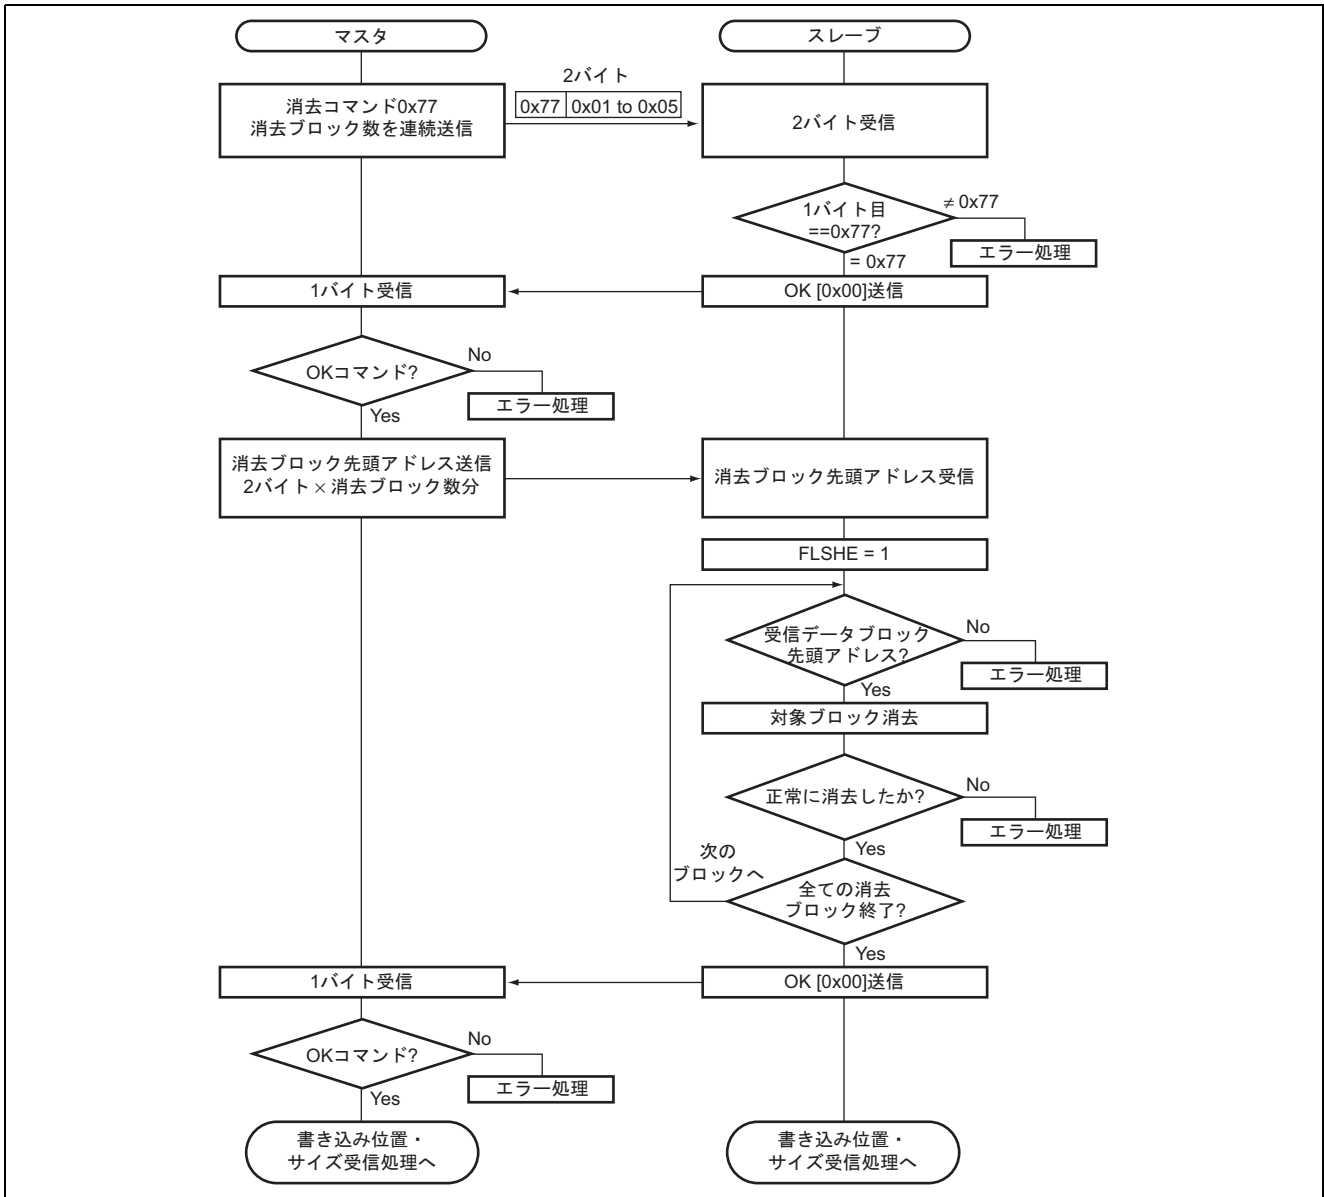 マスタ
スレーブ
2バイト
0x77 0x01 to 0x05
消去コマンド0x77
消去ブロック数を連続送信
2バイト受信
1バイト目
==0x77?
≠ 0x77
エラー処理
= 0x77
1バイト受信
OK [0x00]送信
OKコマンド?
No
エラー処理
Yes
消去ブロック先頭アドレス送信
2バイト×消去ブロック数分
消去ブロック先頭アドレス受信
FLSHE = 1
受信データブロック
先頭アドレス?
No
エラー処理
Yes
対象ブロック消去
正常に消去したか?
No
エラー処理
Yes
次の
ブロックへ
全ての消去
ブロック終了?
Yes
1バイト受信
OK [0x00]送信
OKコマンド?
No
エラー処理
Yes
書き込み位置・
サイズ受信処理へ
書き込み位置・
サイズ受信処理へ